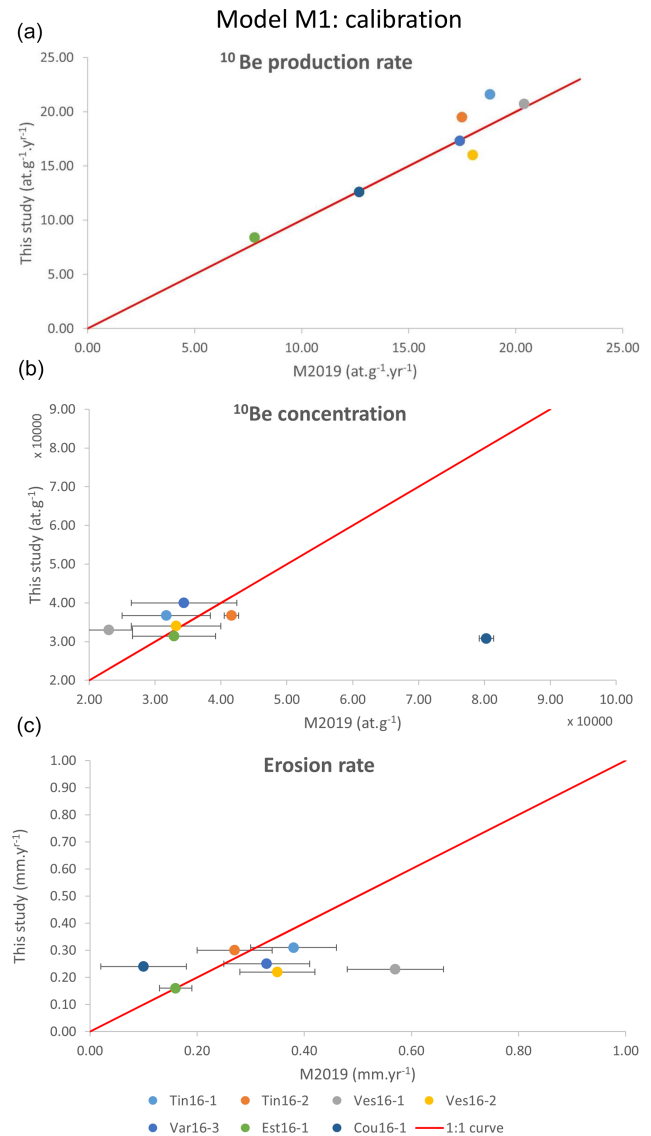 Model M1: calibration
(a)
10 Be production rate
This study (at.g-1.yr-1)
25.00
20.00
15.00
10.00
5.00
0.00
0.00 5.00 10.00 15.00 20.00 25.00
M2019 (at.g-1.yr-1)
(b)
10Be concentration
x 10000
This study (at.g-1)
9.00
8.00
7.00
6.00
5.00
4.00
3.00
2.00
2.00 3.00 4.00 5.00 6.00 7.00 8.00 9.00 10.00
M2019 (at.g-1)
x 10000
(c)
Erosion rate
This study (mm.yr-1)
1.00
0.90
0.80
0.70
0.60
0.50
0.40
0.30
0.20
0.10
0.00
0.00 0.20 0.40 0.60 0.80 1.00
M2019 (mm.yr-1)
Tin16-1 Tin16-2 Ves16-1 Ves16-2
Var16-3 Est16-1 Cou16-1 1:1 curve